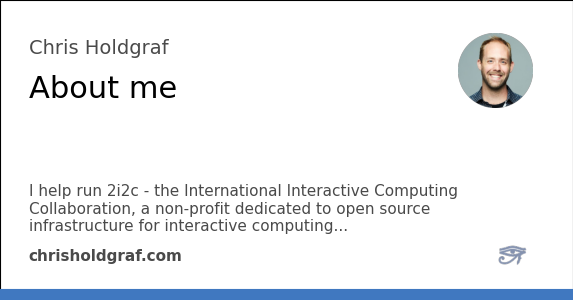 Chris Holdgraf
About me
I help run 2i2c - the International Interactive Computing
Collaboration, a non-profit dedicated to open source
infrastructure for interactive computing...
chrisholdgraf.com